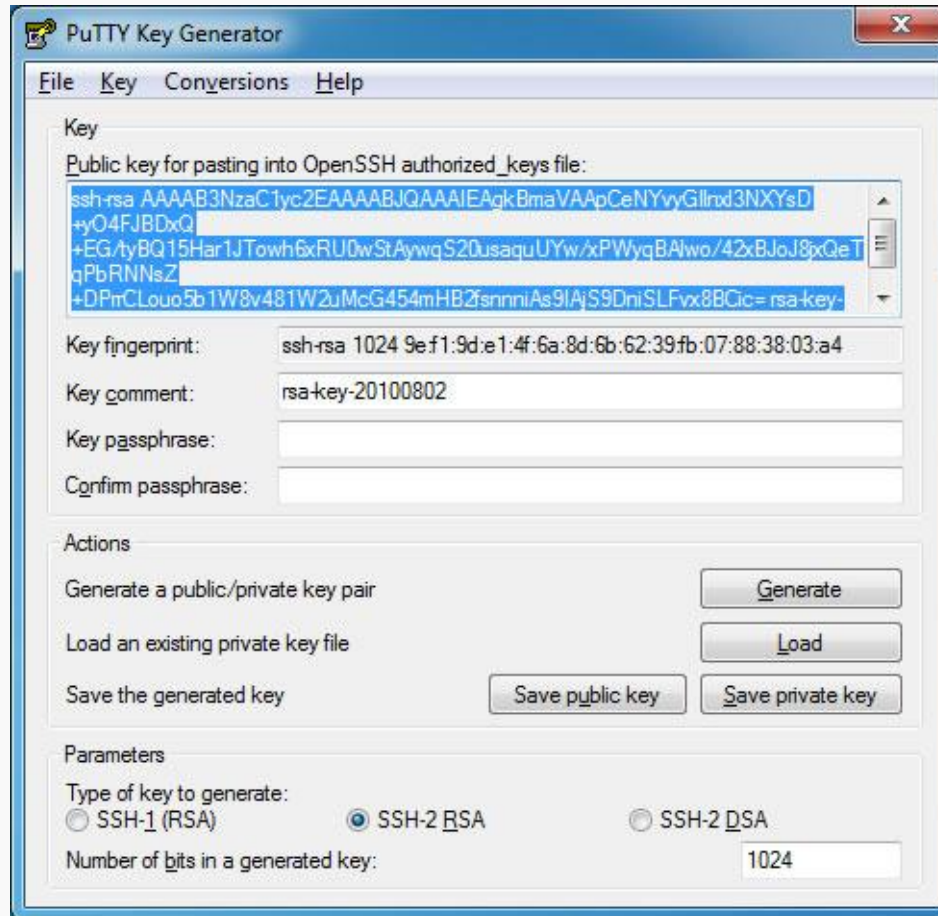 PuTTY Key Generator
File Key Conversions Help
Key
Public key for pasting into OpenSSH authorized_keys file:
ssh-rsa AAAAB3NzaC1yc2EAAAABJQAAAIEAgkBmaVAApCeNYvyGIlnxl3NXYsD
+yO4FJBDxQ
+EG/tyBQ15Har1JTowh6xRU0wStAywqS20usaquUYw/xPWyqBAlwo/42xBJoJ8jxQeT
qPbRNNsZ
+DPrrCLouo5b1W8v481W2uMcG454mHB2fsnnniAs9IAjS9DniSLFvx8BCic= rsa-key-
Key fingerprint: ssh-rsa 1024 9e:f1:9d:e1:4f:6a:8d:6b:62:39:fb:07:88:38:03:a4
Key comment: rsa-key-20100802
Key passphrase:
Confirm passphrase:
Actions
Generate a public/private key pair Generate
Load an existing private key file Load
Save the generated key Save public key Save private key
Parameters
Type of key to generate:
SSH-1 (RSA) SSH-2 RSA SSH-2 DSA
Number of bits in a generated key: 1024